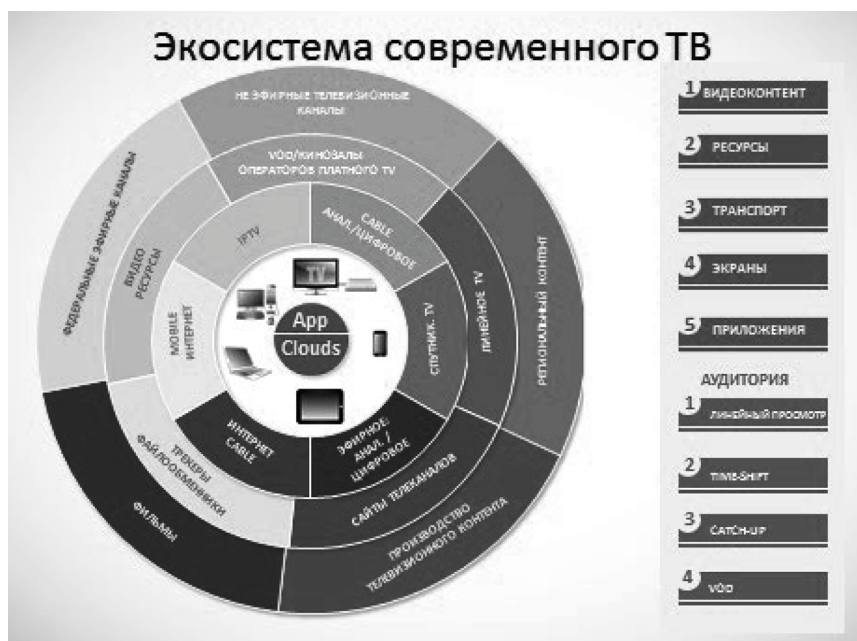 Экосистема современного ТВ
НЕ ЭФИРНЫЕ ТЕЛЕВИЗИОННЫЕ
КАНАЛЫ
VOD/КИНОЗАЛЫ
ОПЕРАТОРОВ ПЛАТНОГО TV
ФЕДЕРАЛЬНЫЕ ЭФИРНЫЕ КАНАЛЫ
ВИДЕО
РЕСУРСЫ
IPTV
CABLE
АНАЛ./ЦИФРОВОЕ
MOBILE
ИНТЕРНЕТ
TV
App
Clouds
СПУТНИК. TV
ЛИНЕЙНОЕ TV
РЕГИОНАЛЬНЫЙ КОНТЕНТ
ИНТЕРНЕТ
CABLE
ЭФИРНОЕ:
АНАЛ. /
ЦИФРОВОЕ
ТРЕКЕРЫ
ФАЙЛООБМЕННИКИ
САЙТЫ ТЕЛЕКАНАЛОВ
ФИЛЬМЫ
ПРОИЗВОДСТВО
ТЕЛЕВИЗИОННОГО КОНТЕНТА
1 ВИДЕОКОНТЕНТ
2 РЕСУРСЫ
3 ТРАНСПОРТ
4 ЭКРАНЫ
5 ПРИЛОЖЕНИЯ
АУДИТОРИЯ
1 ЛИНЕЙНЫЙ ПРОСМОТР
2 TIME-SHIFT
3 CATCH-UP
4 VOD